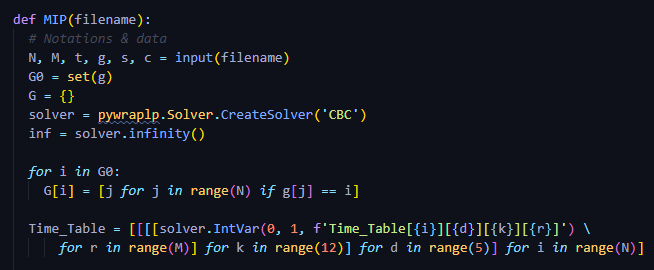 def MIP(filename):
# Notations & data
N, M, t, g, s, c = input(filename)
G0 = set(g)
G = {}
solver = pywraplp.Solver.CreateSolver('CBC')
inf = solver.infinity()
for i in G0:
G[i] = [j for j in range(N) if g[j] == i]
Time_Table = [[[[solver.IntVar(0, 1, f'Time_Table[{i}][{d}][{k}][{r}]') \
for r in range(M)] for k in range(12)] for d in range(5)] for i in range(N)]